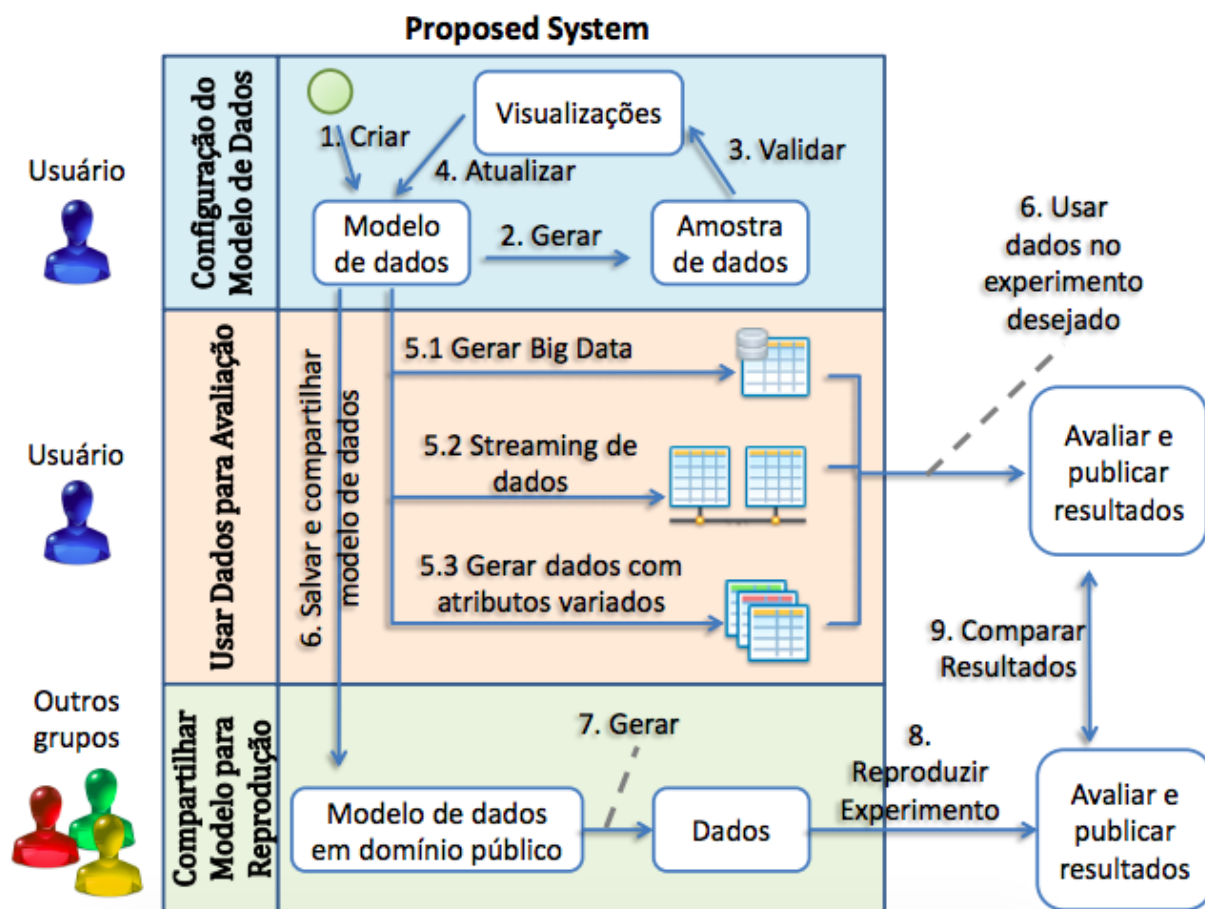 Proposed System
Usuário
Configuração do
Modelo de Dados
1. Criar
Visualizações
4. Atualizar
3. Validar
Modelo
de dados
2. Gerar
Amostra
de dados
6. Usar
dados no
experimento
desejado
Usuário
Usar Dados para Avaliação
6. Salvar e compartilhar
modelo de dados
5.1 Gerar Big Data
5.2 Streaming de
dados
5.3 Gerar dados com
atributos variados
Avaliar e
publicar
resultados
9. Comparar
Resultados
Outros
grupos
Compartilhar
Modelo para
Reprodução
7. Gerar
Modelo de dados
em domínio público
Dados
8.
Reproduzir
Experimento
Avaliar e
publicar
resultados